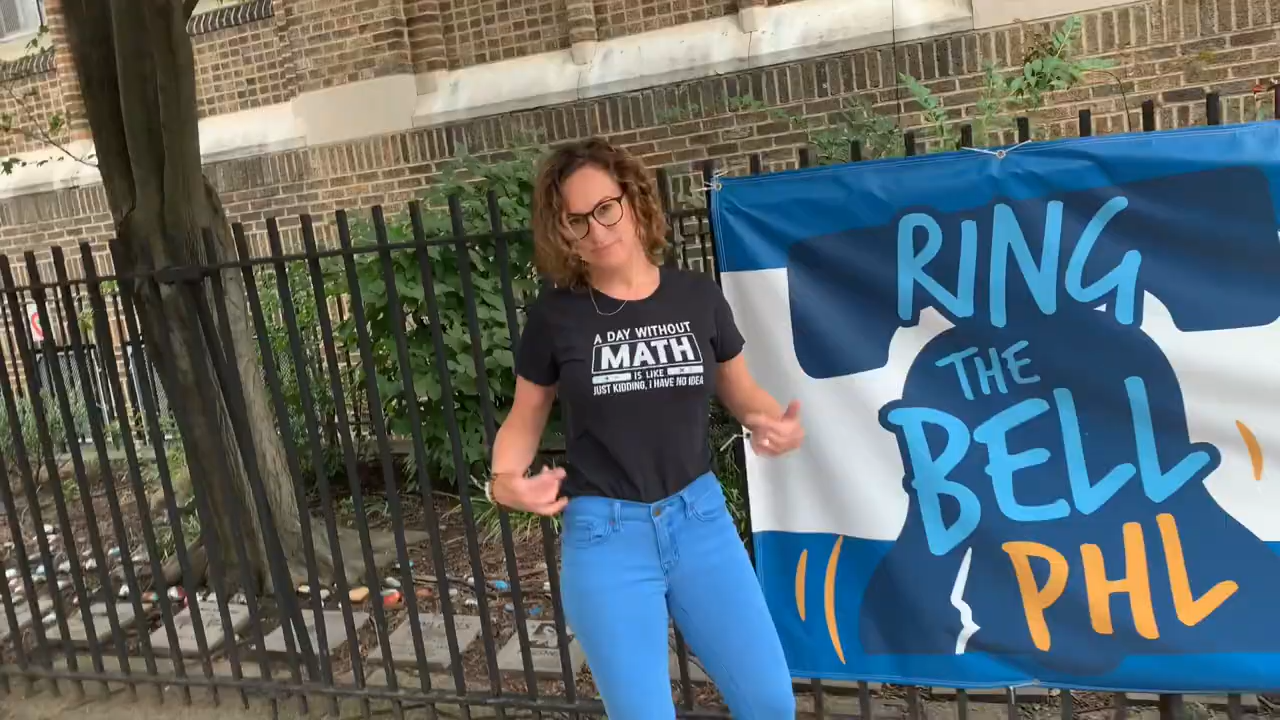 A DAY WITHOUT
MATH
IS LIKE
JUST KIDDING, I HAVE NO IDEA
RING
THE
BELL
PHL